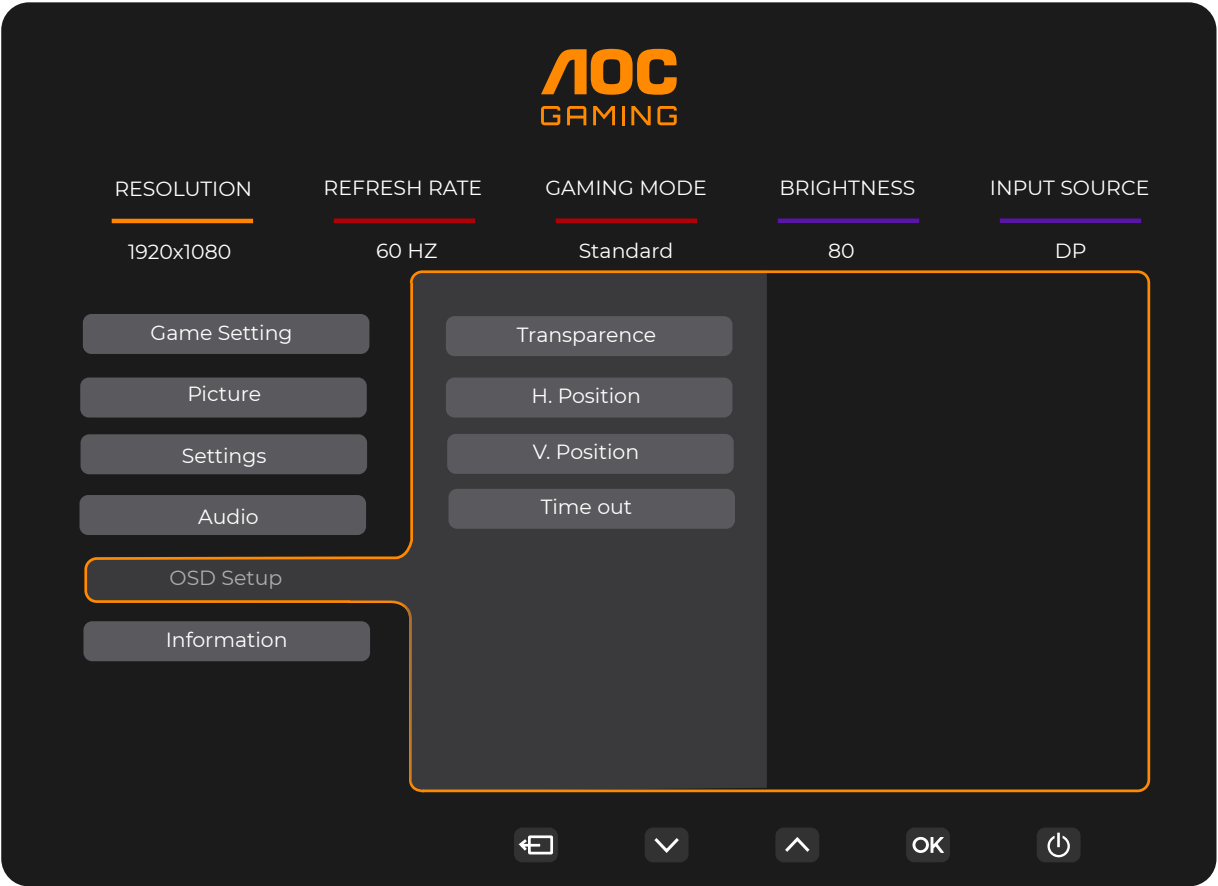 AOC
GAMING
RESOLUTION REFRESH RATE GAMING MODE BRIGHTNESS INPUT SOURCE
1920x1080 60 HZ Standard 80 DP
Game Setting Transparence
Picture H. Position
Settings V. Position
Audio Time out
OSD Setup
Information
OK